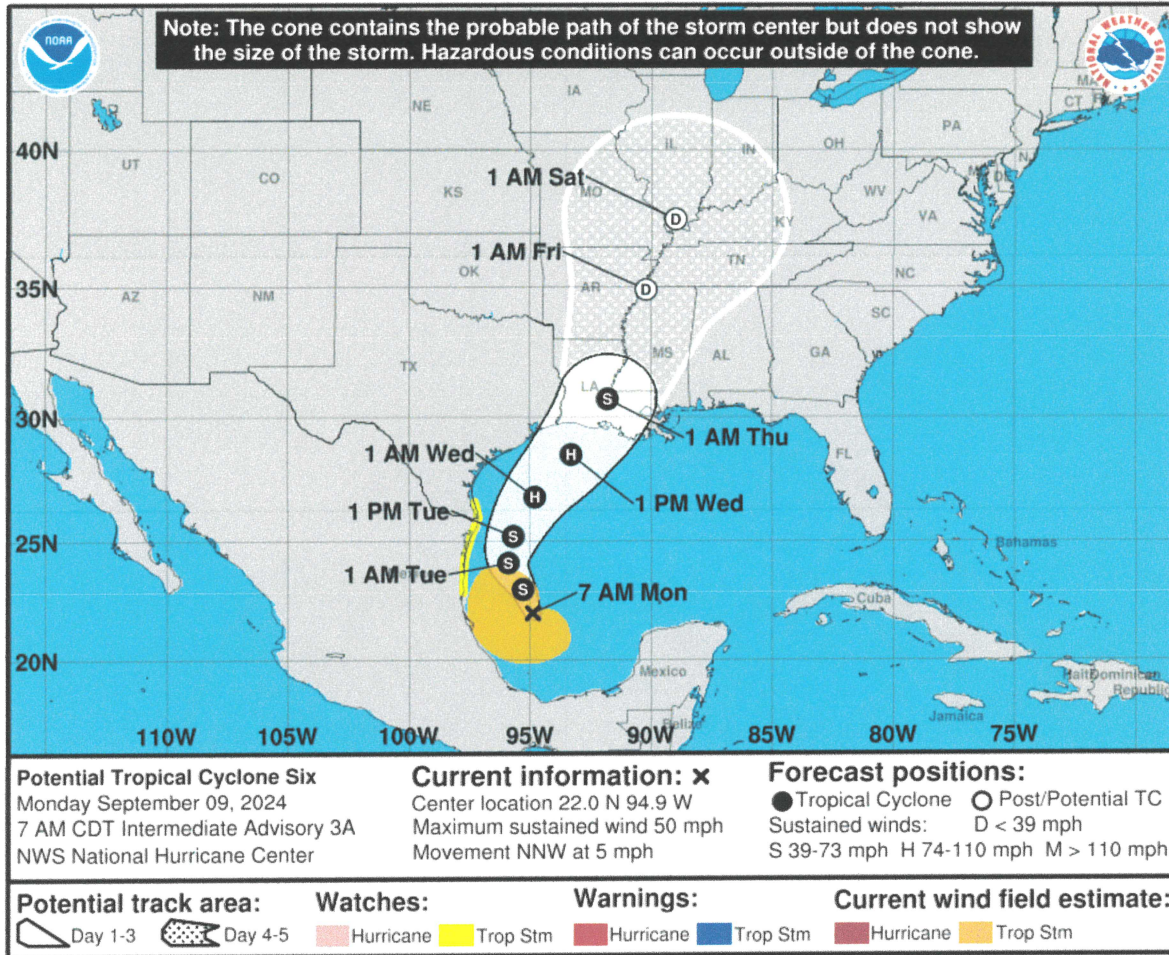 Note: The cone contains the probable path of the storm center but does not show
the size of the storm. Hazardous conditions can occur outside of the cone.
NOAA
NATIONAL WEATHER SERVICE
NE
IA
MA
CT
PA
40N
UT
CO
KS
MO
IL
IN
OH
WV
VA
KY
1 AM Sat
D
1 AM Fri
D
OK
TN
NC
35N
AZ
NM
AR
SC
TX
MS
AL
GA
LA
S
30N
1 AM Thu
1 AM Wed
H
FL
H
1 PM Wed
1 PM Tue
S
25N
Bahamas
1 AM Tue
S
S
7 AM Mon
Cuba
20N
Mexico
Haiti
Dominican
Republic
Jamaica
Belize
110W
105W
100W
95W
90W
85W
80W
75W
Potential Tropical Cyclone Six
Monday September 09, 2024
7 AM CDT Intermediate Advisory 3A
NWS National Hurricane Center
Current information: ×
Center location 22.0 N 94.9 W
Maximum sustained wind 50 mph
Movement NNW at 5 mph
Forecast positions:
Tropical Cyclone Post/Potential TC
Sustained winds: D < 39 mph
S 39-73 mph H 74-110 mph M > 110 mph
Potential track area:
Day 1-3 Day 4-5
Watches:
Hurricane Trop Stm
Warnings:
Hurricane Trop Stm
Current wind field estimate:
Hurricane Trop Stm